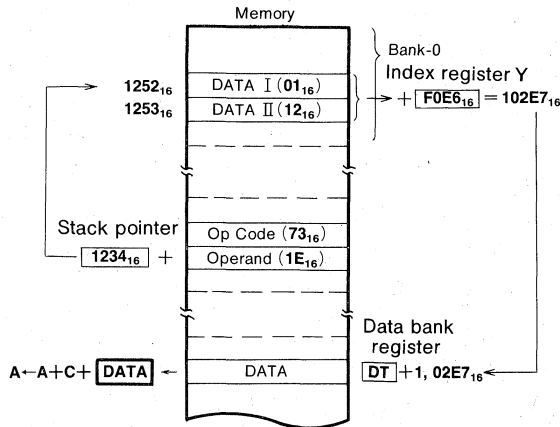 Memory
Bank-0
Index register Y
1252₁₆ DATA I (01₁₆) + F0E6₁₆ = 102E7₁₆
1253₁₆ DATA II (12₁₆)
Op Code (73₁₆)
Stack pointer
1234₁₆ + Operand (1E₁₆)
Data bank
register
A←A+C+ DATA ← DATA DT +1, 02E7₁₆